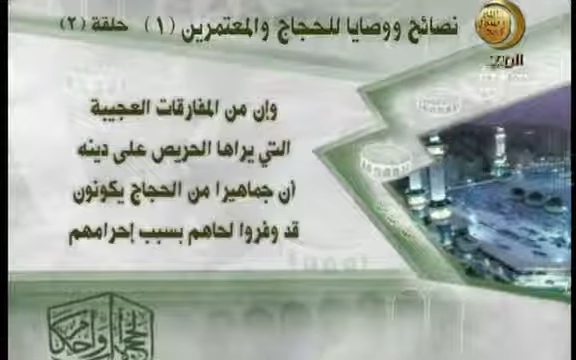 نصائح ووصايا للحجاج والمعتمرين (١) حلقة (٢)
وإن من المفارقات العجيبة
التي يراها الحريص على دينه
أن جماهيرا من الحجاج يكونون
قد وفروا لحاهم بسبب إحرامهم